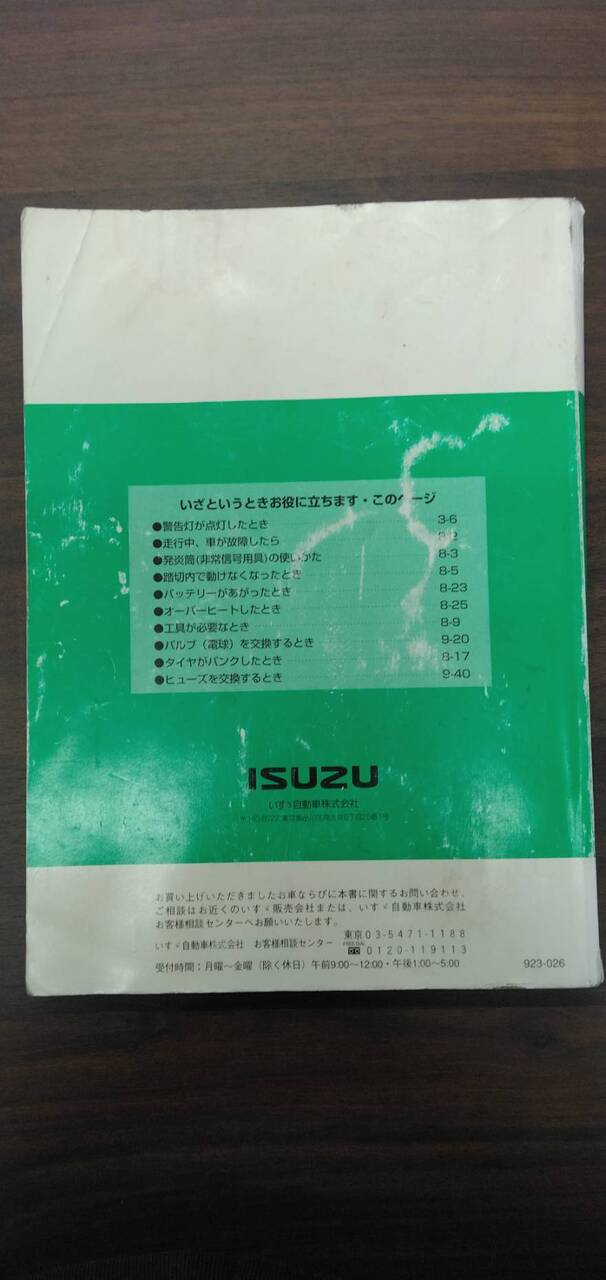 いざというときお役に立ちます・このページ
●警告灯が点灯したとき 3-6
●走行中、車が故障したら 8-2
●発炎筒(非常信号用具)の使いかた 8-3
●踏切内で動けなくなったとき 8-5
●バッテリーがあがったとき 8-23
●オーバーヒートしたとき 8-25
●工具が必要なとき 8-9
●バルブ（電球）を交換するとき 9-20
●タイヤがパンクしたとき 8-17
●ヒューズを交換するとき 9-40
ISUZU
いすゞ自動車株式会社
お買い上げいただきましたお車ならびに本書に関するお問い合わせ、
ご相談はお近くのいすゞ販売会社または、いすゞ自動車株式会社
お客様相談センターへお願いいたします。
東京03-5471-1188
いすゞ自動車株式会社 お客様相談センター FREE DIAL 0120-119113
受付時間；月曜〜金曜（除く休日）午前9:00〜12:00・午後1:00〜5:00
923-026